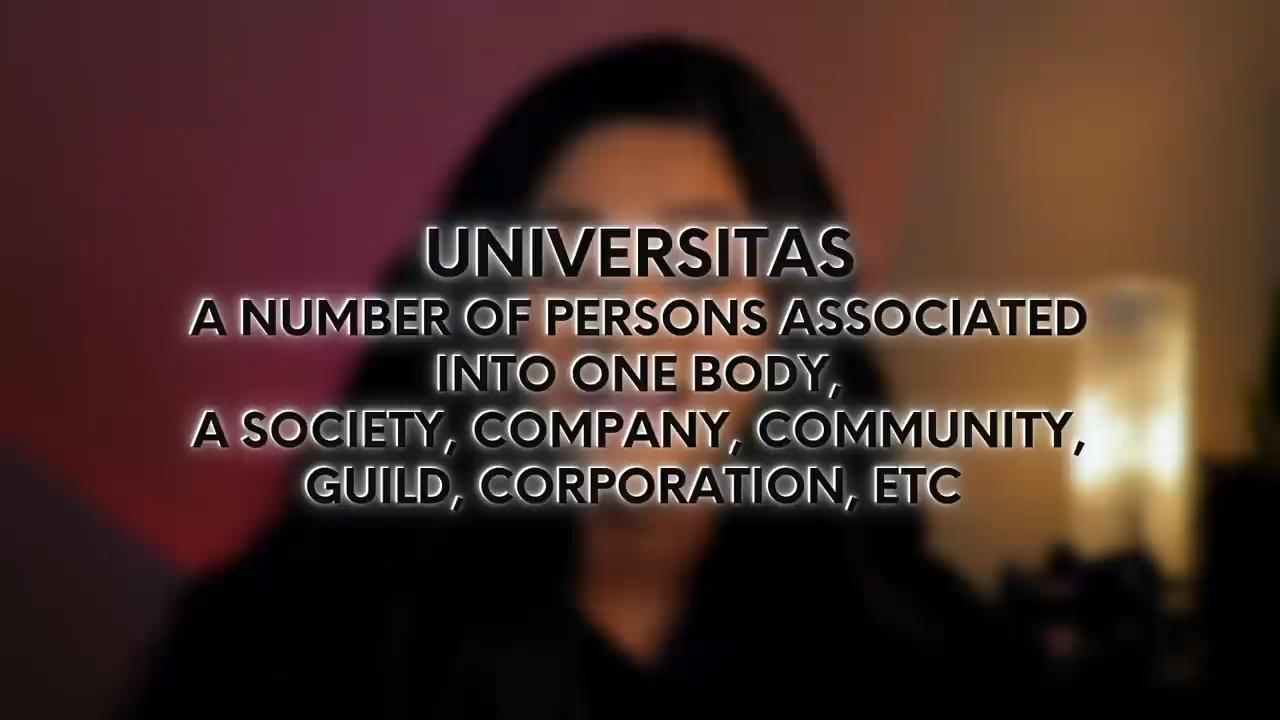 UNIVERSITAS
A NUMBER OF PERSONS ASSOCIATED
INTO ONE BODY,
A SOCIETY, COMPANY, COMMUNITY,
GUILD, CORPORATION, ETC